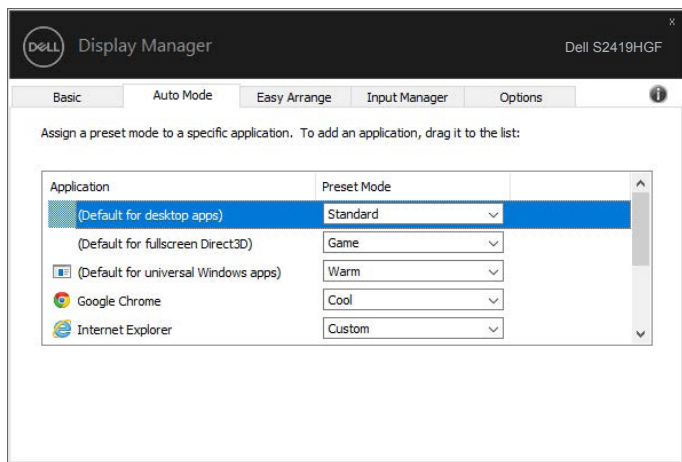 DELL Display Manager
x
Dell S2419HGF
Basic Auto Mode Easy Arrange Input Manager Options i
Assign a preset mode to a specific application. To add an application, drag it to the list:
Application Preset Mode
(Default for desktop apps) Standard
(Default for fullscreen Direct3D) Game
(Default for universal Windows apps) Warm
Google Chrome Cool
Internet Explorer Custom